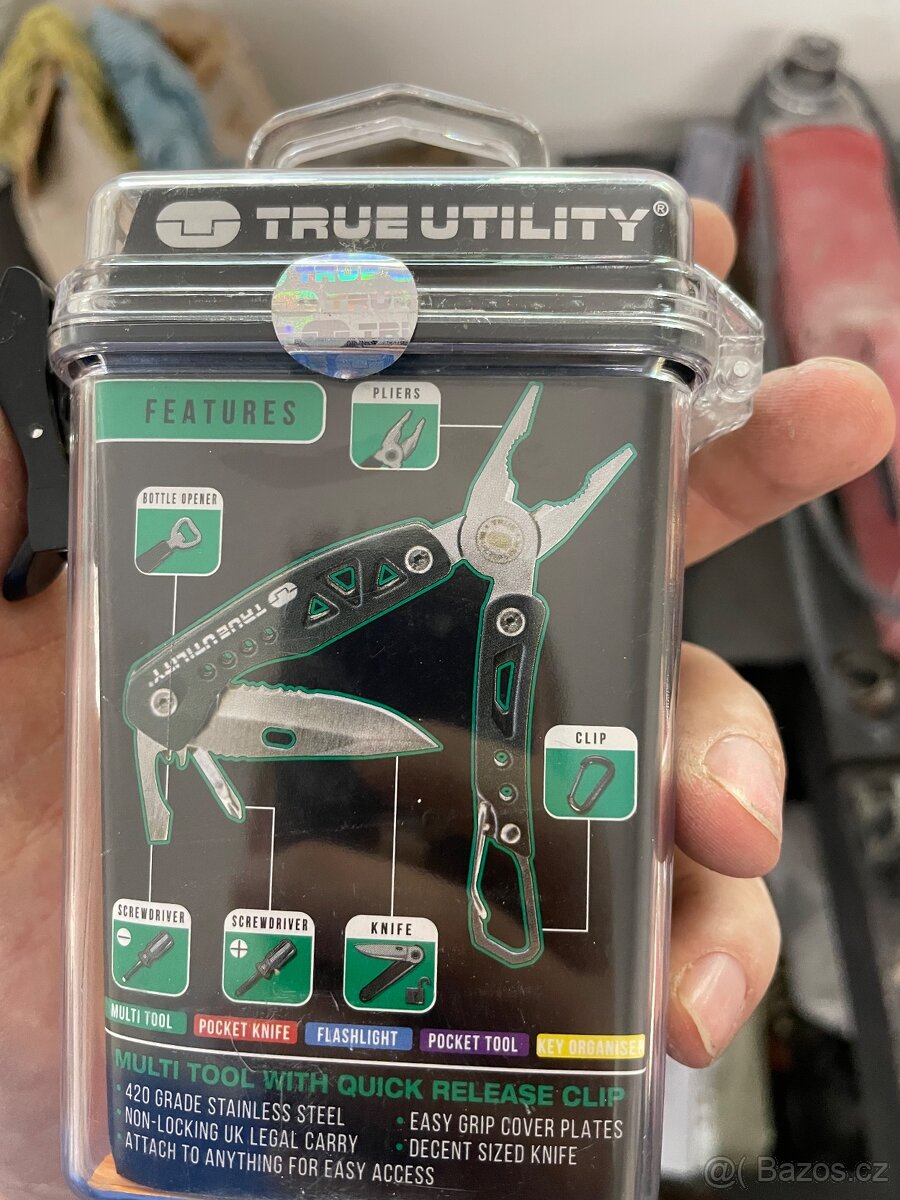 TRUE UTILITY®
TRUE
FEATURES
PLIERS
BOTTLE OPENER
TRUE UTILITY
CLIP
SCREWDRIVER
SCREWDRIVER
KNIFE
MULTI TOOL
POCKET KNIFE
FLASHLIGHT
POCKET TOOL
KEY ORGANISER
MULTI TOOL WITH QUICK RELEASE CLIP
• 420 GRADE STAINLESS STEEL
• NON-LOCKING UK LEGAL CARRY
• ATTACH TO ANYTHING FOR EASY ACCESS
• EASY GRIP COVER PLATES
• DECENT SIZED KNIFE
@( Bazos.cz